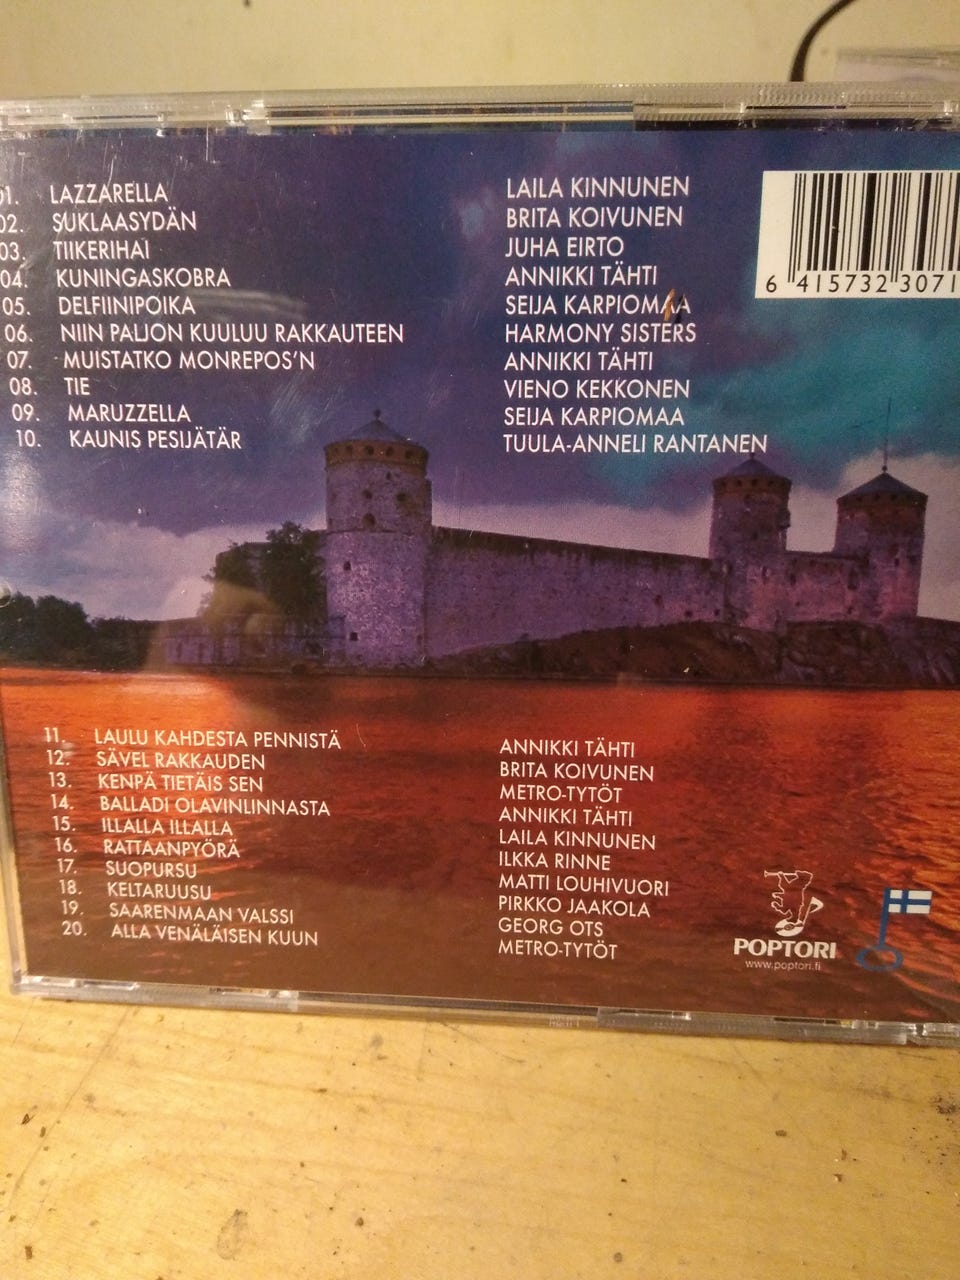 01. LAZZARELLA LAILA KINNUNEN
02. SUKLAASYDÄN BRITA KOIVUNEN
03. TIIKERIHAI JUHA EIRTO
04. KUNINGASKOBRA ANNIKKI TÄHTI
05. DELFIINIPOIKA SEIJA KARPIOMAA
06. NIIN PALJON KUULUU RAKKAUTEEN HARMONY SISTERS
07. MUISTATKO MONREPOS'N ANNIKKI TÄHTI
08. TIE VIENO KEKKONEN
09. MARUZZELLA SEIJA KARPIOMAA
10. KAUNIS PESIJÄTÄR TUULA-ANNELI RANTANEN
6 415732 3071
11. LAULU KAHDESTA PENNISTÄ ANNIKKI TÄHTI
12. SÄVEL RAKKAUDEN BRITA KOIVUNEN
13. KENPÄ TIETÄIS SEN METRO-TYTÖT
14. BALLADI OLAVINLINNASTA ANNIKKI TÄHTI
15. ILLALLA ILLALLA LAILA KINNUNEN
16. RATTAANPYÖRÄ ILKKA RINNE
17. SUOPURSU MATTI LOUHIVUORI
18. KELTARUUSU PIRKKO JAAKOLA
19. SAARENMAAN VALSSI GEORG OTS
20. ALLA VENÄLÄISEN KUUN METRO-TYTÖT
POPTORI
www.poptori.fi